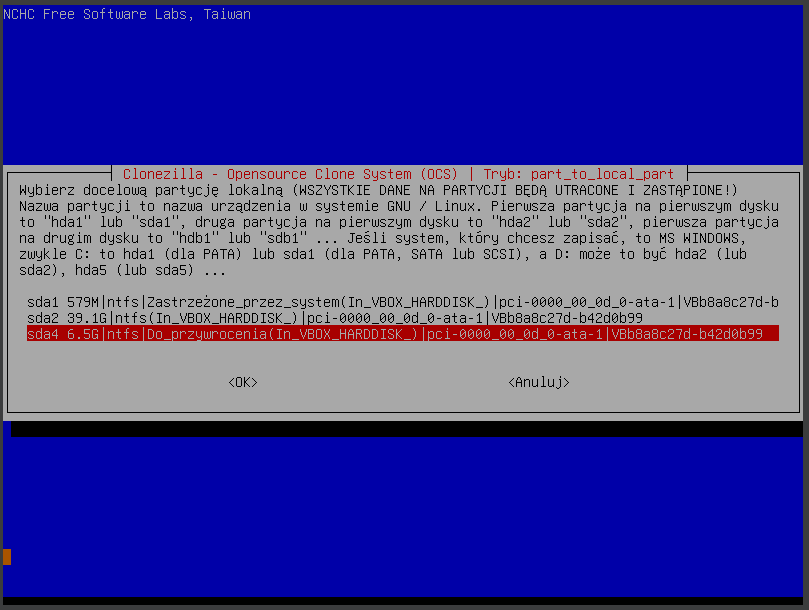 NCHC Free Software Labs, Taiwan
Clonezilla - Opensource Clone System (OCS) | Tryb: part_to_local_part
Wybierz docelową partycję lokalną (WSZYSTKIE DANE NA PARTYCJI BĘDĄ UTRACONE I ZASTĄPIONE!)
Nazwa partycji to nazwa urządzenia w systemie GNU / Linux. Pierwsza partycja na pierwszym dysku
to "hda1" lub "sda1", druga partycja na pierwszym dysku to "hda2" lub "sda2", pierwsza partycja
na drugim dysku to "hdb1" lub "sdb1" ... Jeśli system, który chcesz zapisać, to MS WINDOWS,
zwykle C: to hda1 (dla PATA) lub sda1 (dla PATA, SATA lub SCSI), a D: może to być hda2 (lub
sda2), hda5 (lub sda5) ...
sda1 579M|ntfs|Zastrzeżone_przez_system(In_VBOX_HARDDISK_)|pci-0000_00_0d_0-ata-1|VBb8a8c27d-b
sda2 39.1G|ntfs(In_VBOX_HARDDISK_)|pci-0000_00_0d_0-ata-1|VBb8a8c27d-b42d0b99
sda4 6.5G|ntfs|Do_przywrocenia(In_VBOX_HARDDISK_)|pci-0000_00_0d_0-ata-1|VBb8a8c27d-b42d0b99
<OK> <Anuluj>